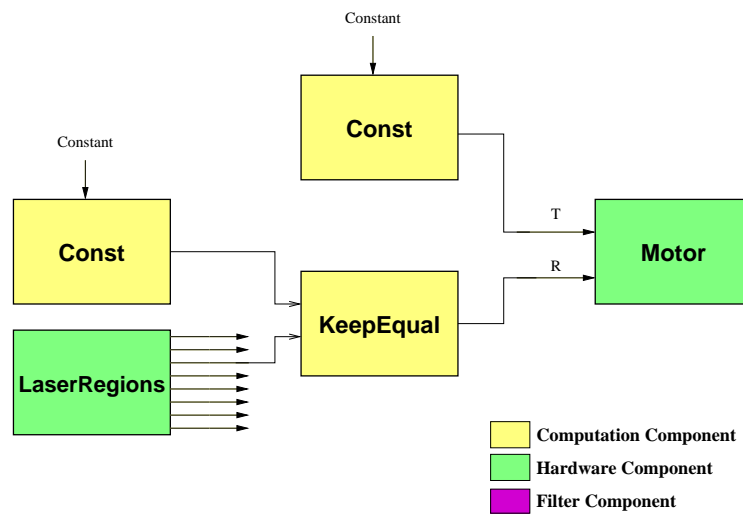 Constant
Const
Constant
Const
T
Motor
R
KeepEqual
LaserRegions
Computation Component
Hardware Component
Filter Component